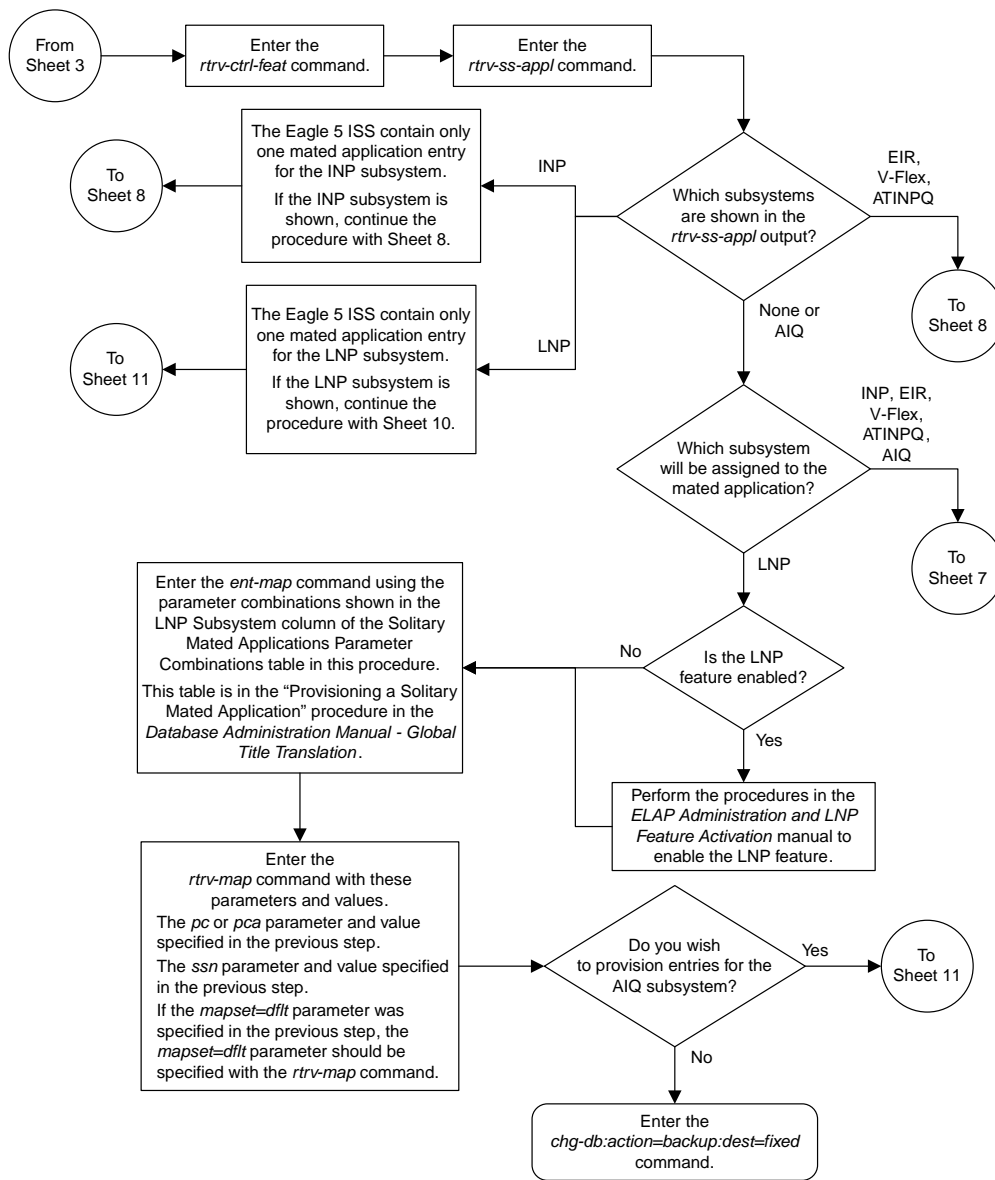 From
Sheet 3
Enter the
rtrv-ctrl-feat command.
Enter the
rtrv-ss-appl command.
The Eagle 5 ISS contain only
one mated application entry
for the INP subsystem.
If the INP subsystem is
shown, continue the
procedure with Sheet 8.
To
Sheet 8
INP
Which subsystems
are shown in the
rtrv-ss-appl output?
EIR,
V-Flex,
ATINPQ
To
Sheet 8
The Eagle 5 ISS contain only
one mated application entry
for the LNP subsystem.
If the LNP subsystem is
shown, continue the
procedure with Sheet 10.
To
Sheet 11
LNP
None or
AIQ
Which subsystem
will be assigned to the
mated application?
INP, EIR,
V-Flex,
ATINPQ,
AIQ
To
Sheet 7
LNP
Enter the ent-map command using the
parameter combinations shown in the
LNP Subsystem column of the Solitary
Mated Applications Parameter
Combinations table in this procedure.
This table is in the “Provisioning a Solitary
Mated Application” procedure in the
Database Administration Manual - Global
Title Translation.
No
Is the LNP
feature enabled?
Yes
Perform the procedures in the
ELAP Administration and LNP
Feature Activation manual to
enable the LNP feature.
Enter the
rtrv-map command with these
parameters and values.
The pc or pca parameter and value
specified in the previous step.
The ssn parameter and value specified
in the previous step.
If the mapset=dflt parameter was
specified in the previous step, the
mapset=dflt parameter should be
specified with the rtrv-map command.
Do you wish
to provision entries for the
AIQ subsystem?
Yes
To
Sheet 11
No
Enter the
chg-db:action=backup:dest=fixed
command.